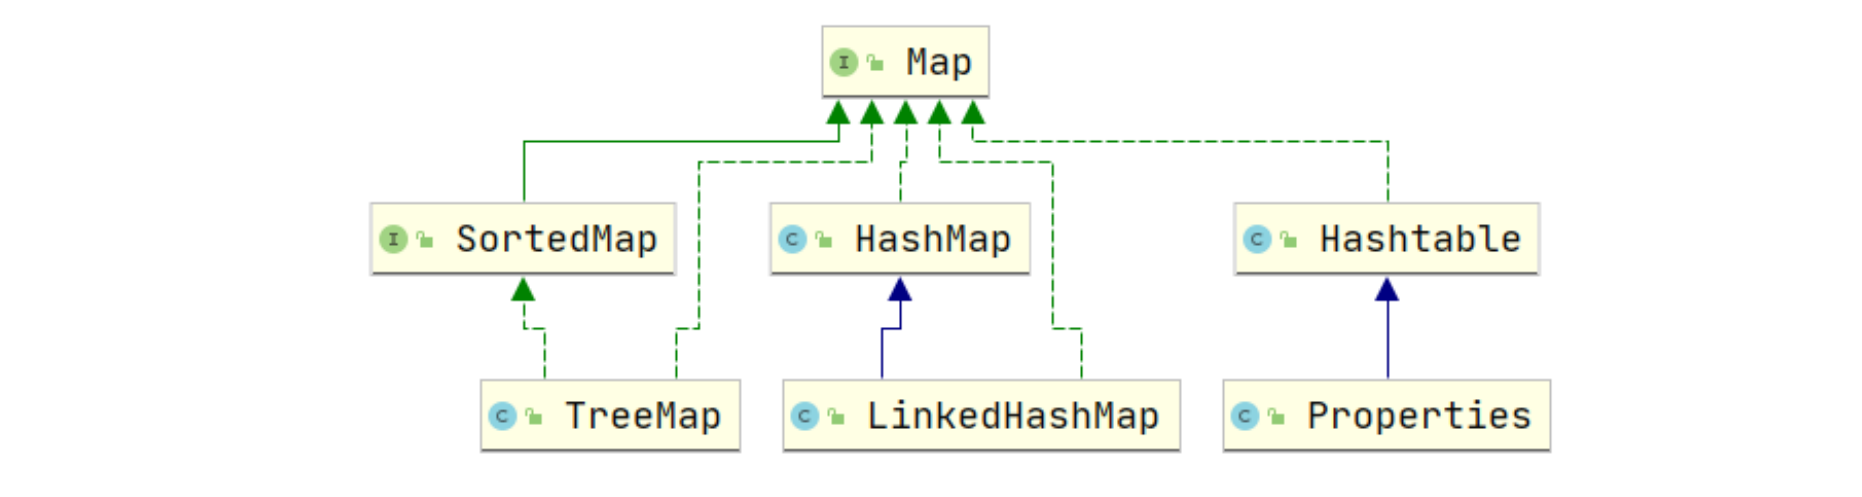 I Map
I SortedMap
C HashMap
C Hashtable
C TreeMap
C LinkedHashMap
C Properties